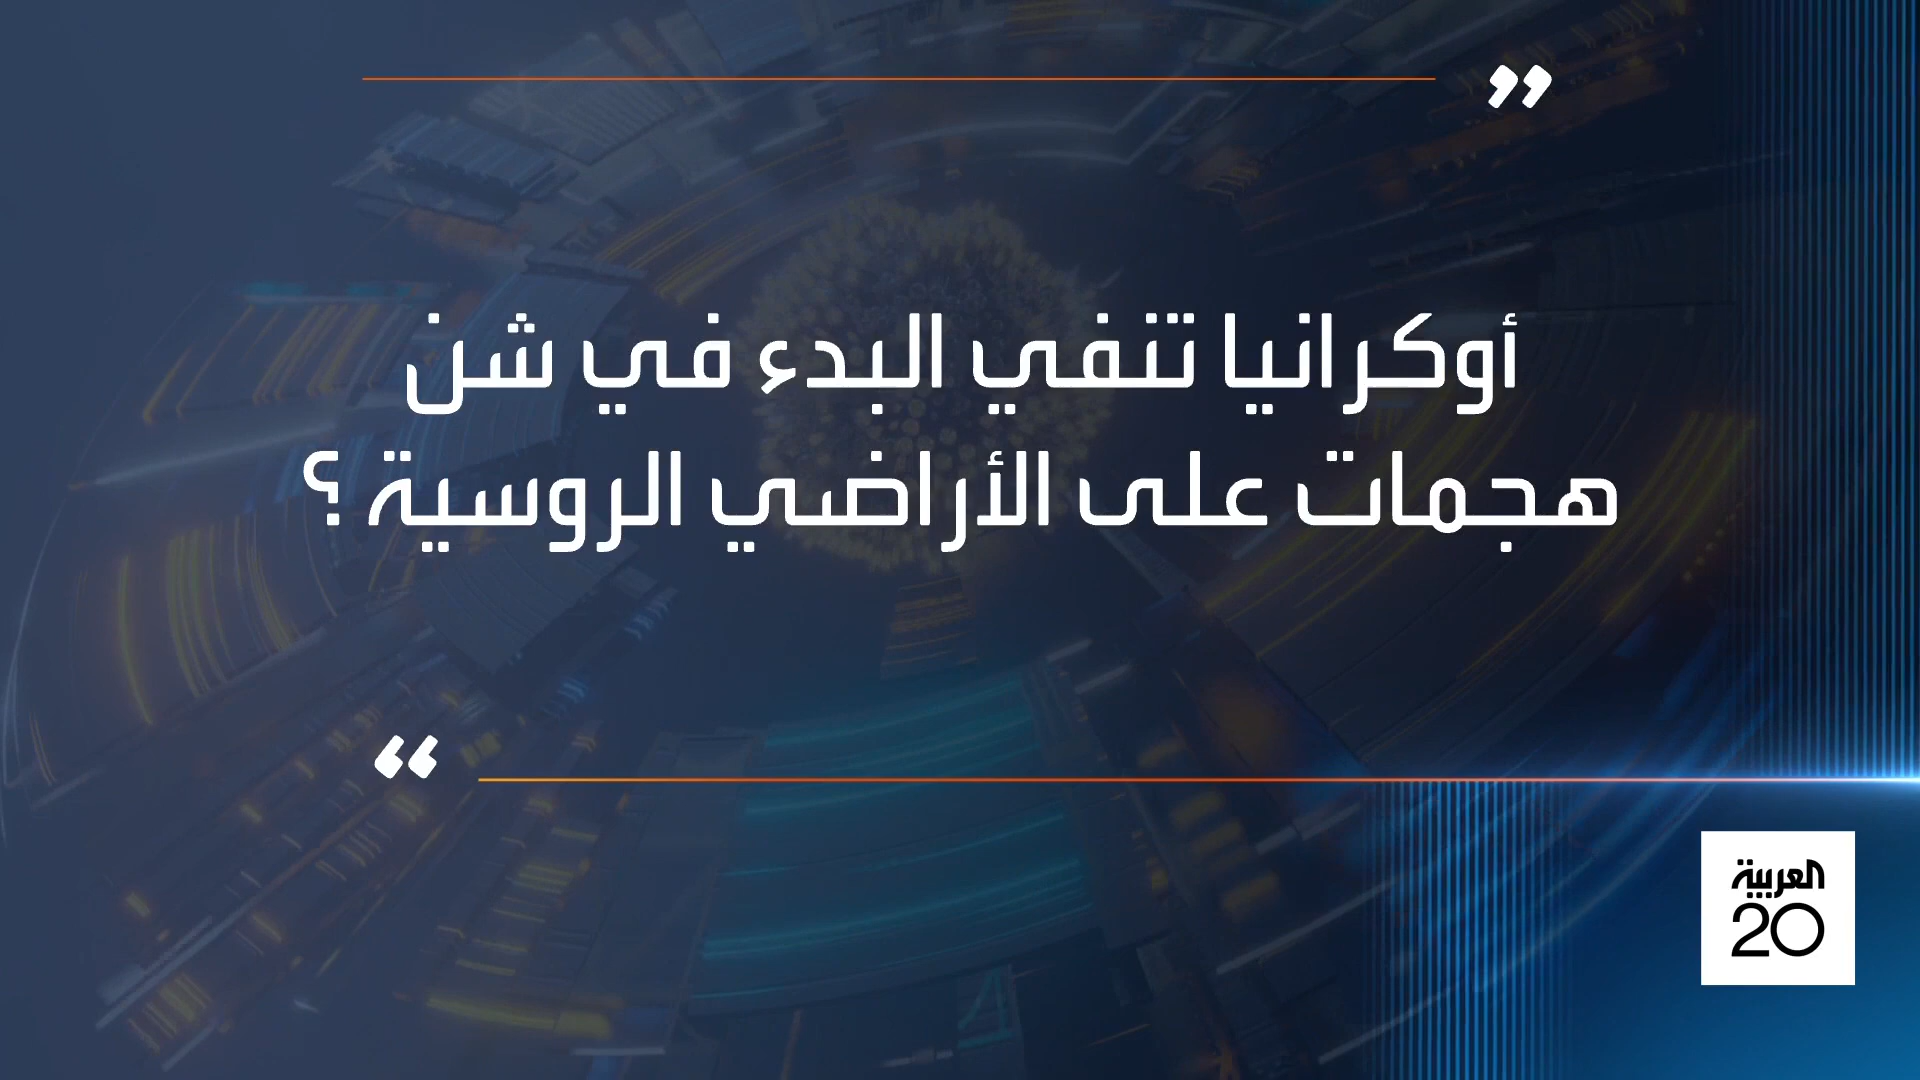 أوكرانيا تنفي البدء في شن
هجمات على الأراضي الروسية ؟
العربية
20